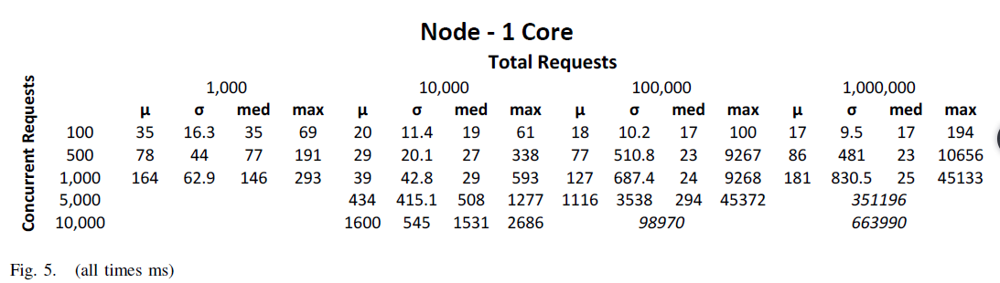 Node - 1 Core
Total Requests
Concurrent Requests
1,000 10,000 100,000 1,000,000
μ σ med max μ σ med max μ σ med max μ σ med max
100 35 16.3 35 69 20 11.4 19 61 18 10.2 17 100 17 9.5 17 194
500 78 44 77 191 29 20.1 27 338 77 510.8 23 9267 86 481 23 10656
1,000 164 62.9 146 293 39 42.8 29 593 127 687.4 24 9268 181 830.5 25 45133
5,000 434 415.1 508 1277 1116 3538 294 45372 351196
10,000 1600 545 1531 2686 98970 663990
Fig. 5. (all times ms)